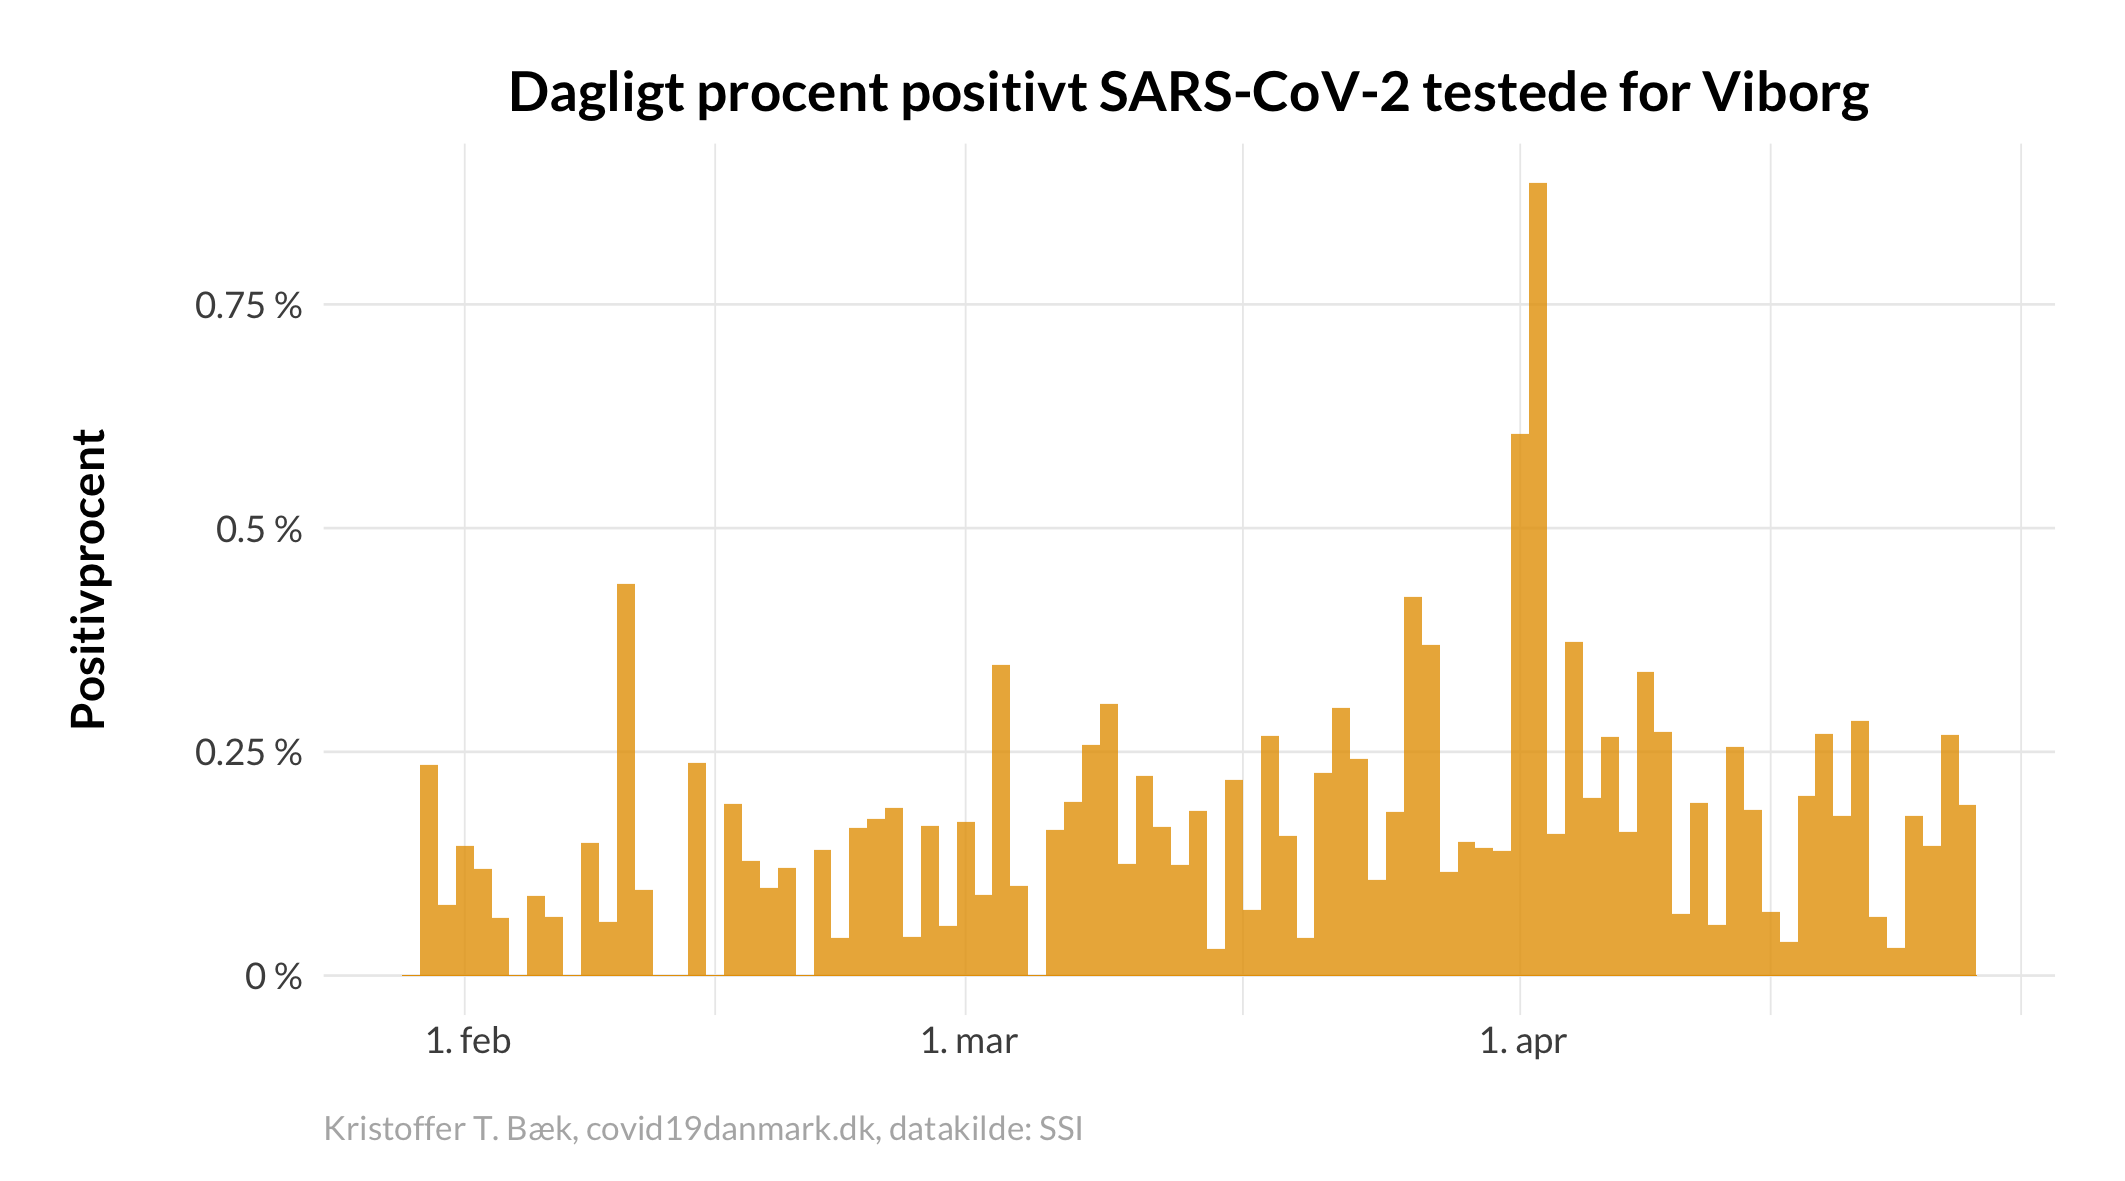 Dagligt procent positivt SARS-CoV-2 testede for Viborg
Positivprocent
0.75 %
0.5 %
0.25 %
0 %
1. feb
1. mar
1. apr
Kristoffer T. Bæk, covid19danmark.dk, datakilde: SSI